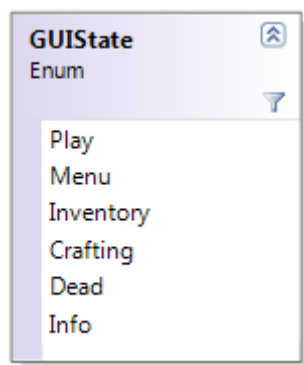 GUIState
Enum
Play
Menu
Inventory
Crafting
Dead
Info